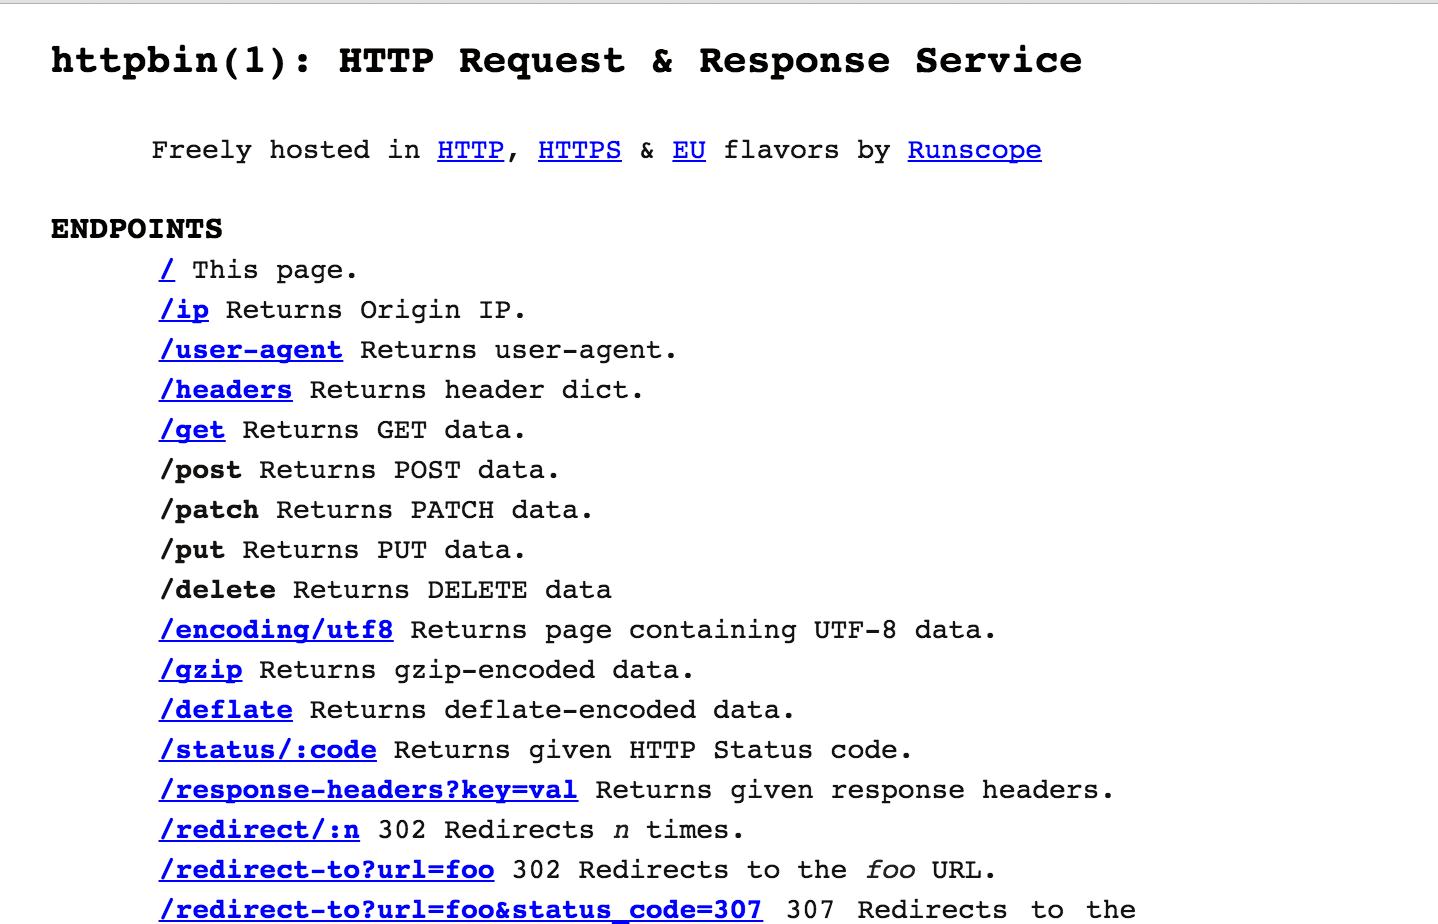 httpbin(1): HTTP Request & Response Service
Freely hosted in HTTP, HTTPS & EU flavors by Runscope
ENDPOINTS
/ This page.
/ip Returns Origin IP.
/user-agent Returns user-agent.
/headers Returns header dict.
/get Returns GET data.
/post Returns POST data.
/patch Returns PATCH data.
/put Returns PUT data.
/delete Returns DELETE data
/encoding/utf8 Returns page containing UTF-8 data.
/gzip Returns gzip-encoded data.
/deflate Returns deflate-encoded data.
/status/:code Returns given HTTP Status code.
/response-headers?key=val Returns given response headers.
/redirect/:n 302 Redirects n times.
/redirect-to?url=foo 302 Redirects to the foo URL.
/redirect-to?url=foo&status_code=307 307 Redirects to the